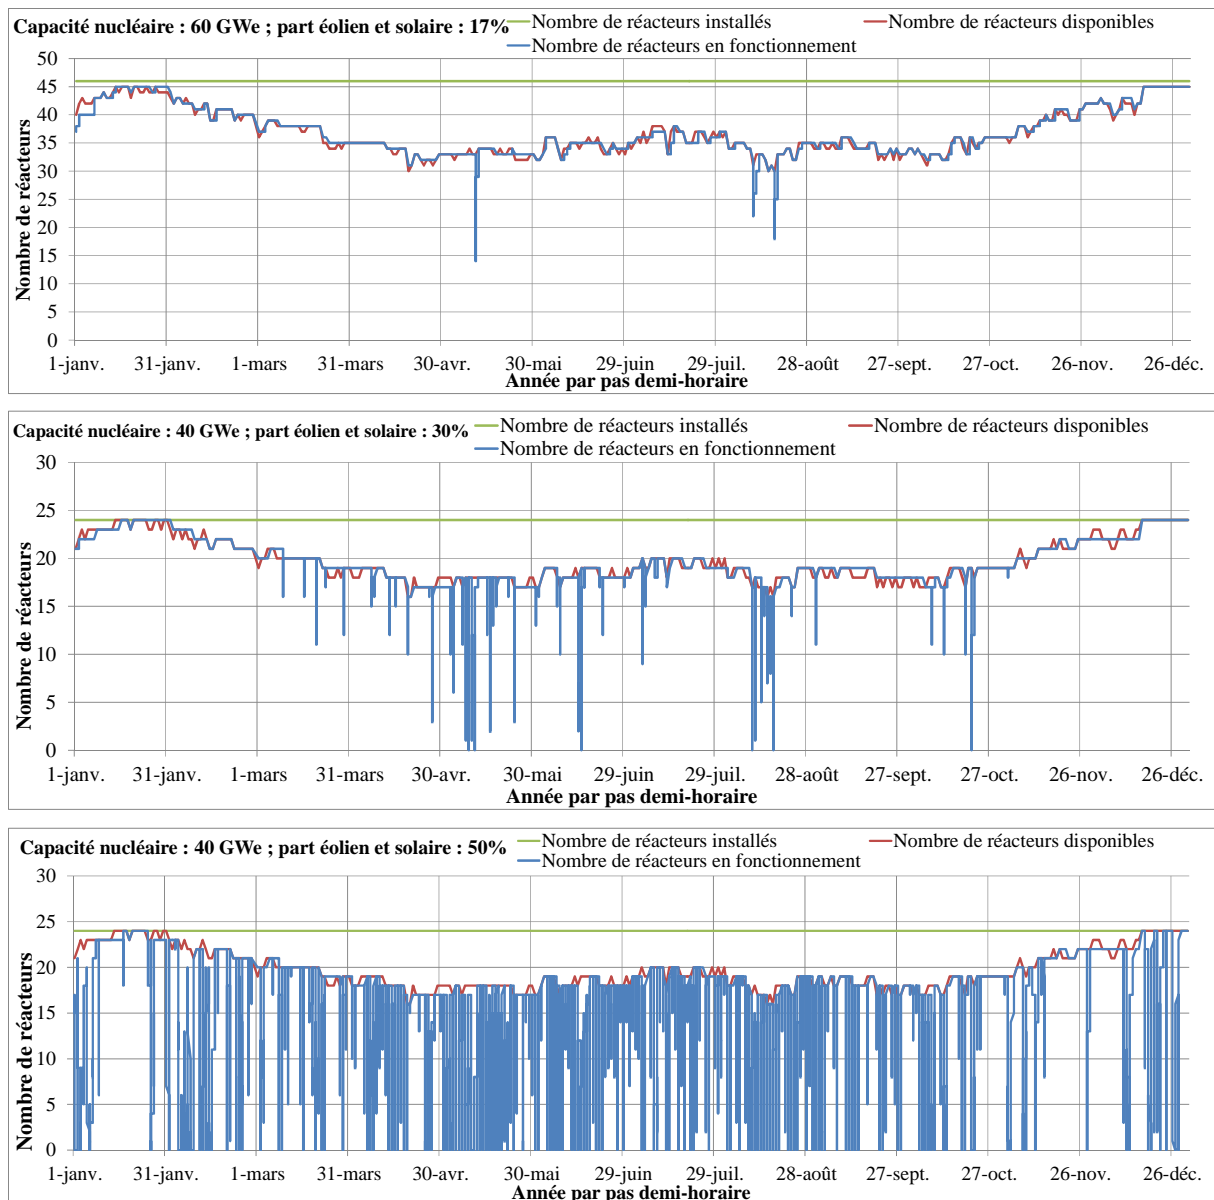 Capacité nucléaire : 60 GWe ; part éolien et solaire : 17%
Nombre de réacteurs installés
Nombre de réacteurs disponibles
Nombre de réacteurs en fonctionnement
50
45
40
35
30
25
20
15
10
5
0
Nombre de réacteurs
1-janv. 31-janv. 1-mars 31-mars 30-avr. 30-mai 29-juin 29-juil. 28-août 27-sept. 27-oct. 26-nov. 26-déc.
Année par pas demi-horaire
Capacité nucléaire : 40 GWe ; part éolien et solaire : 30%
Nombre de réacteurs installés
Nombre de réacteurs disponibles
Nombre de réacteurs en fonctionnement
30
25
20
15
10
5
0
Nombre de réacteurs
1-janv. 31-janv. 1-mars 31-mars 30-avr. 30-mai 29-juin 29-juil. 28-août 27-sept. 27-oct. 26-nov. 26-déc.
Année par pas demi-horaire
Capacité nucléaire : 40 GWe ; part éolien et solaire : 50%
Nombre de réacteurs installés
Nombre de réacteurs disponibles
Nombre de réacteurs en fonctionnement
30
25
20
15
10
5
0
Nombre de réacteurs
1-janv. 31-janv. 1-mars 31-mars 30-avr. 30-mai 29-juin 29-juil. 28-août 27-sept. 27-oct. 26-nov. 26-déc.
Année par pas demi-horaire